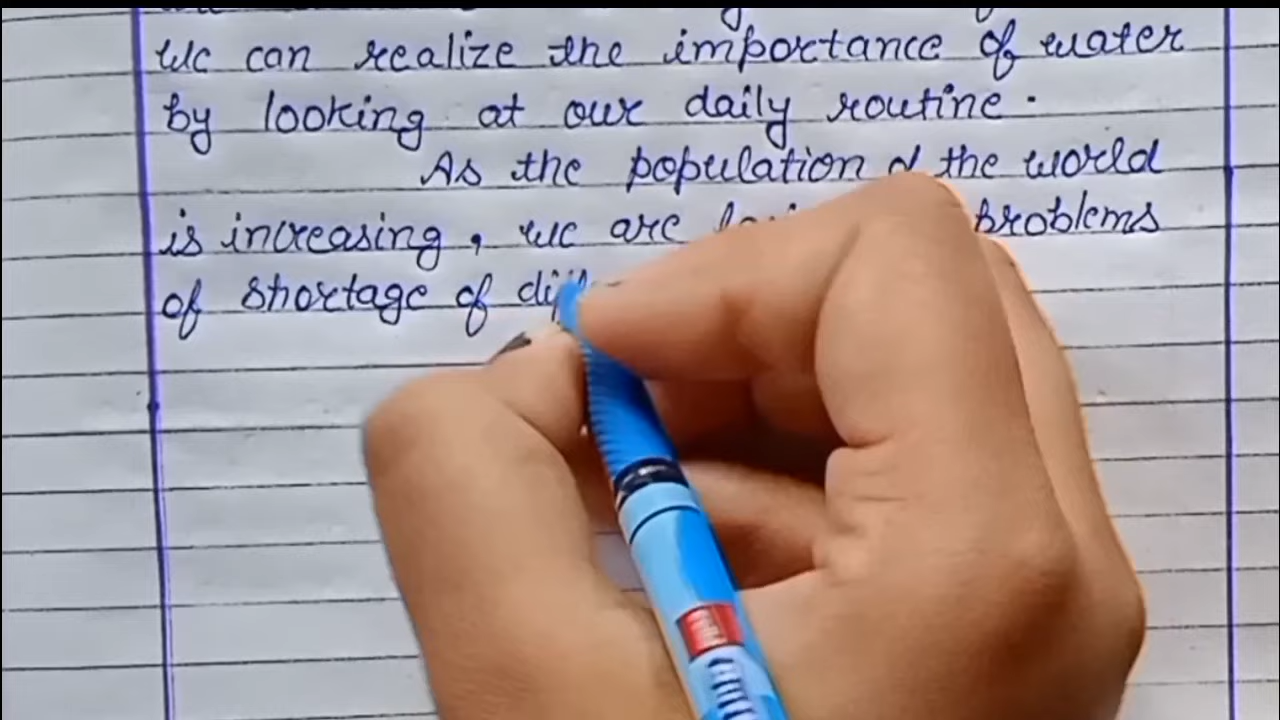 we can realize the importance of water
by looking at our daily routine.
As the population of the world
is increasing, we are problems
of shortage of